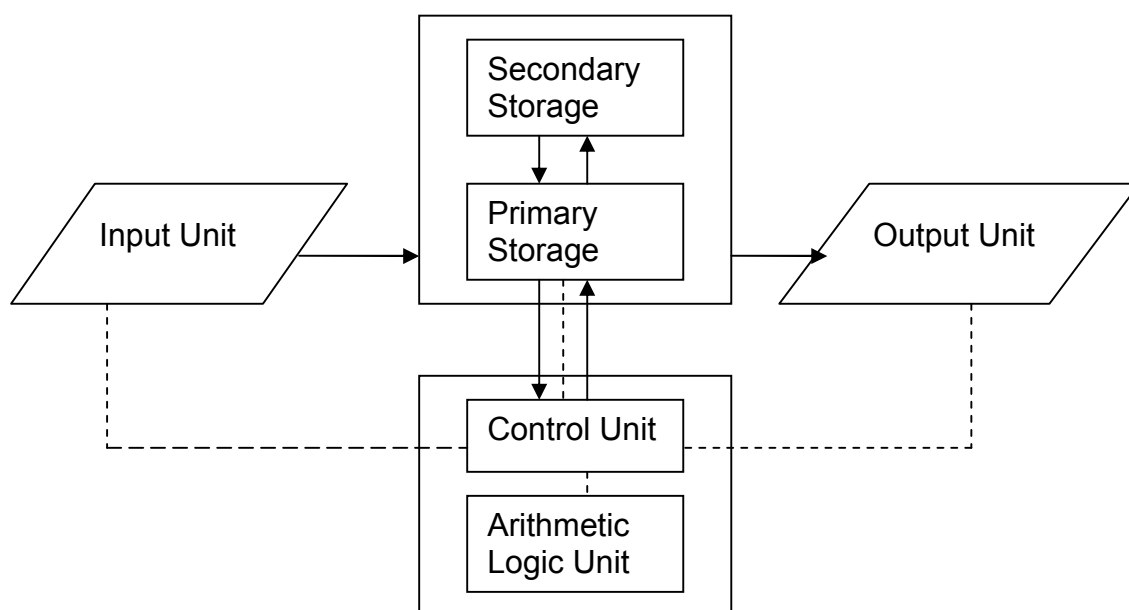 Secondary
Storage
Input Unit
Primary
Storage
Output Unit
Control Unit
Arithmetic
Logic Unit